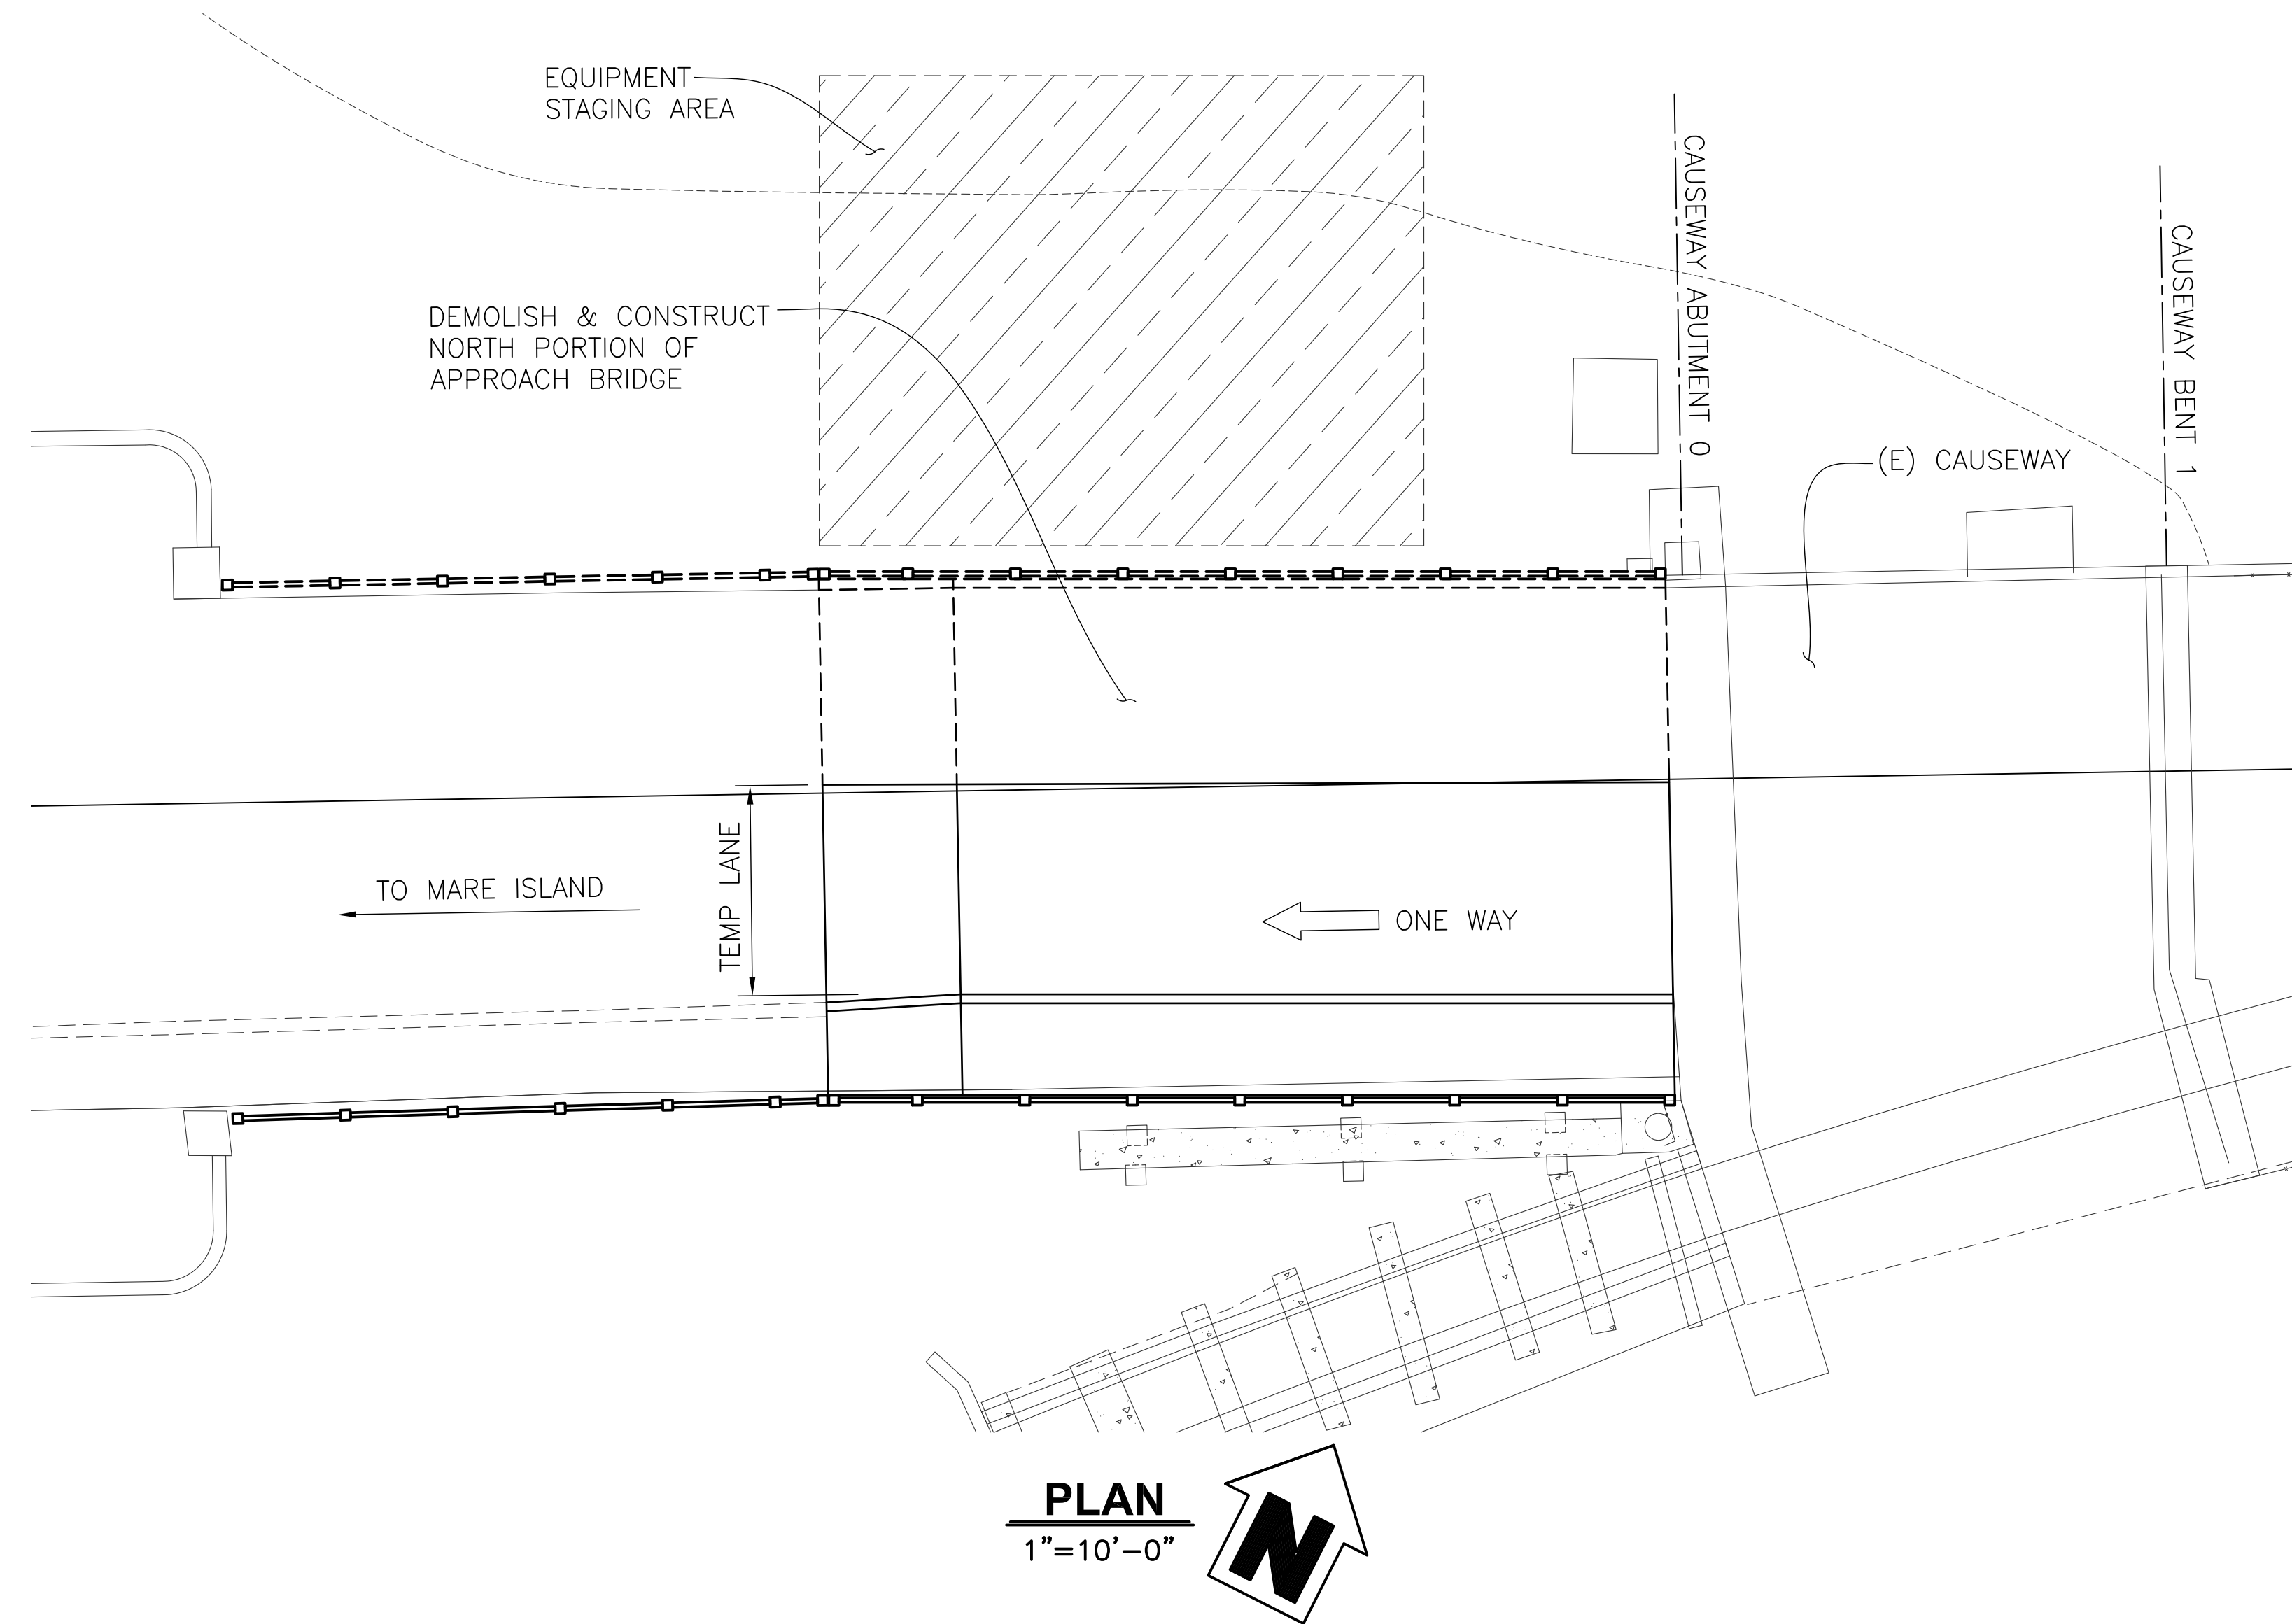 EQUIPMENT
STAGING AREA
CAUSEWAY ABUTMENT 0
CAUSEWAY BENT 1
DEMOLISH & CONSTRUCT
NORTH PORTION OF
APPROACH BRIDGE
(E) CAUSEWAY
TEMP LANE
TO MARE ISLAND
ONE WAY
PLAN
1"=10'-0"
N